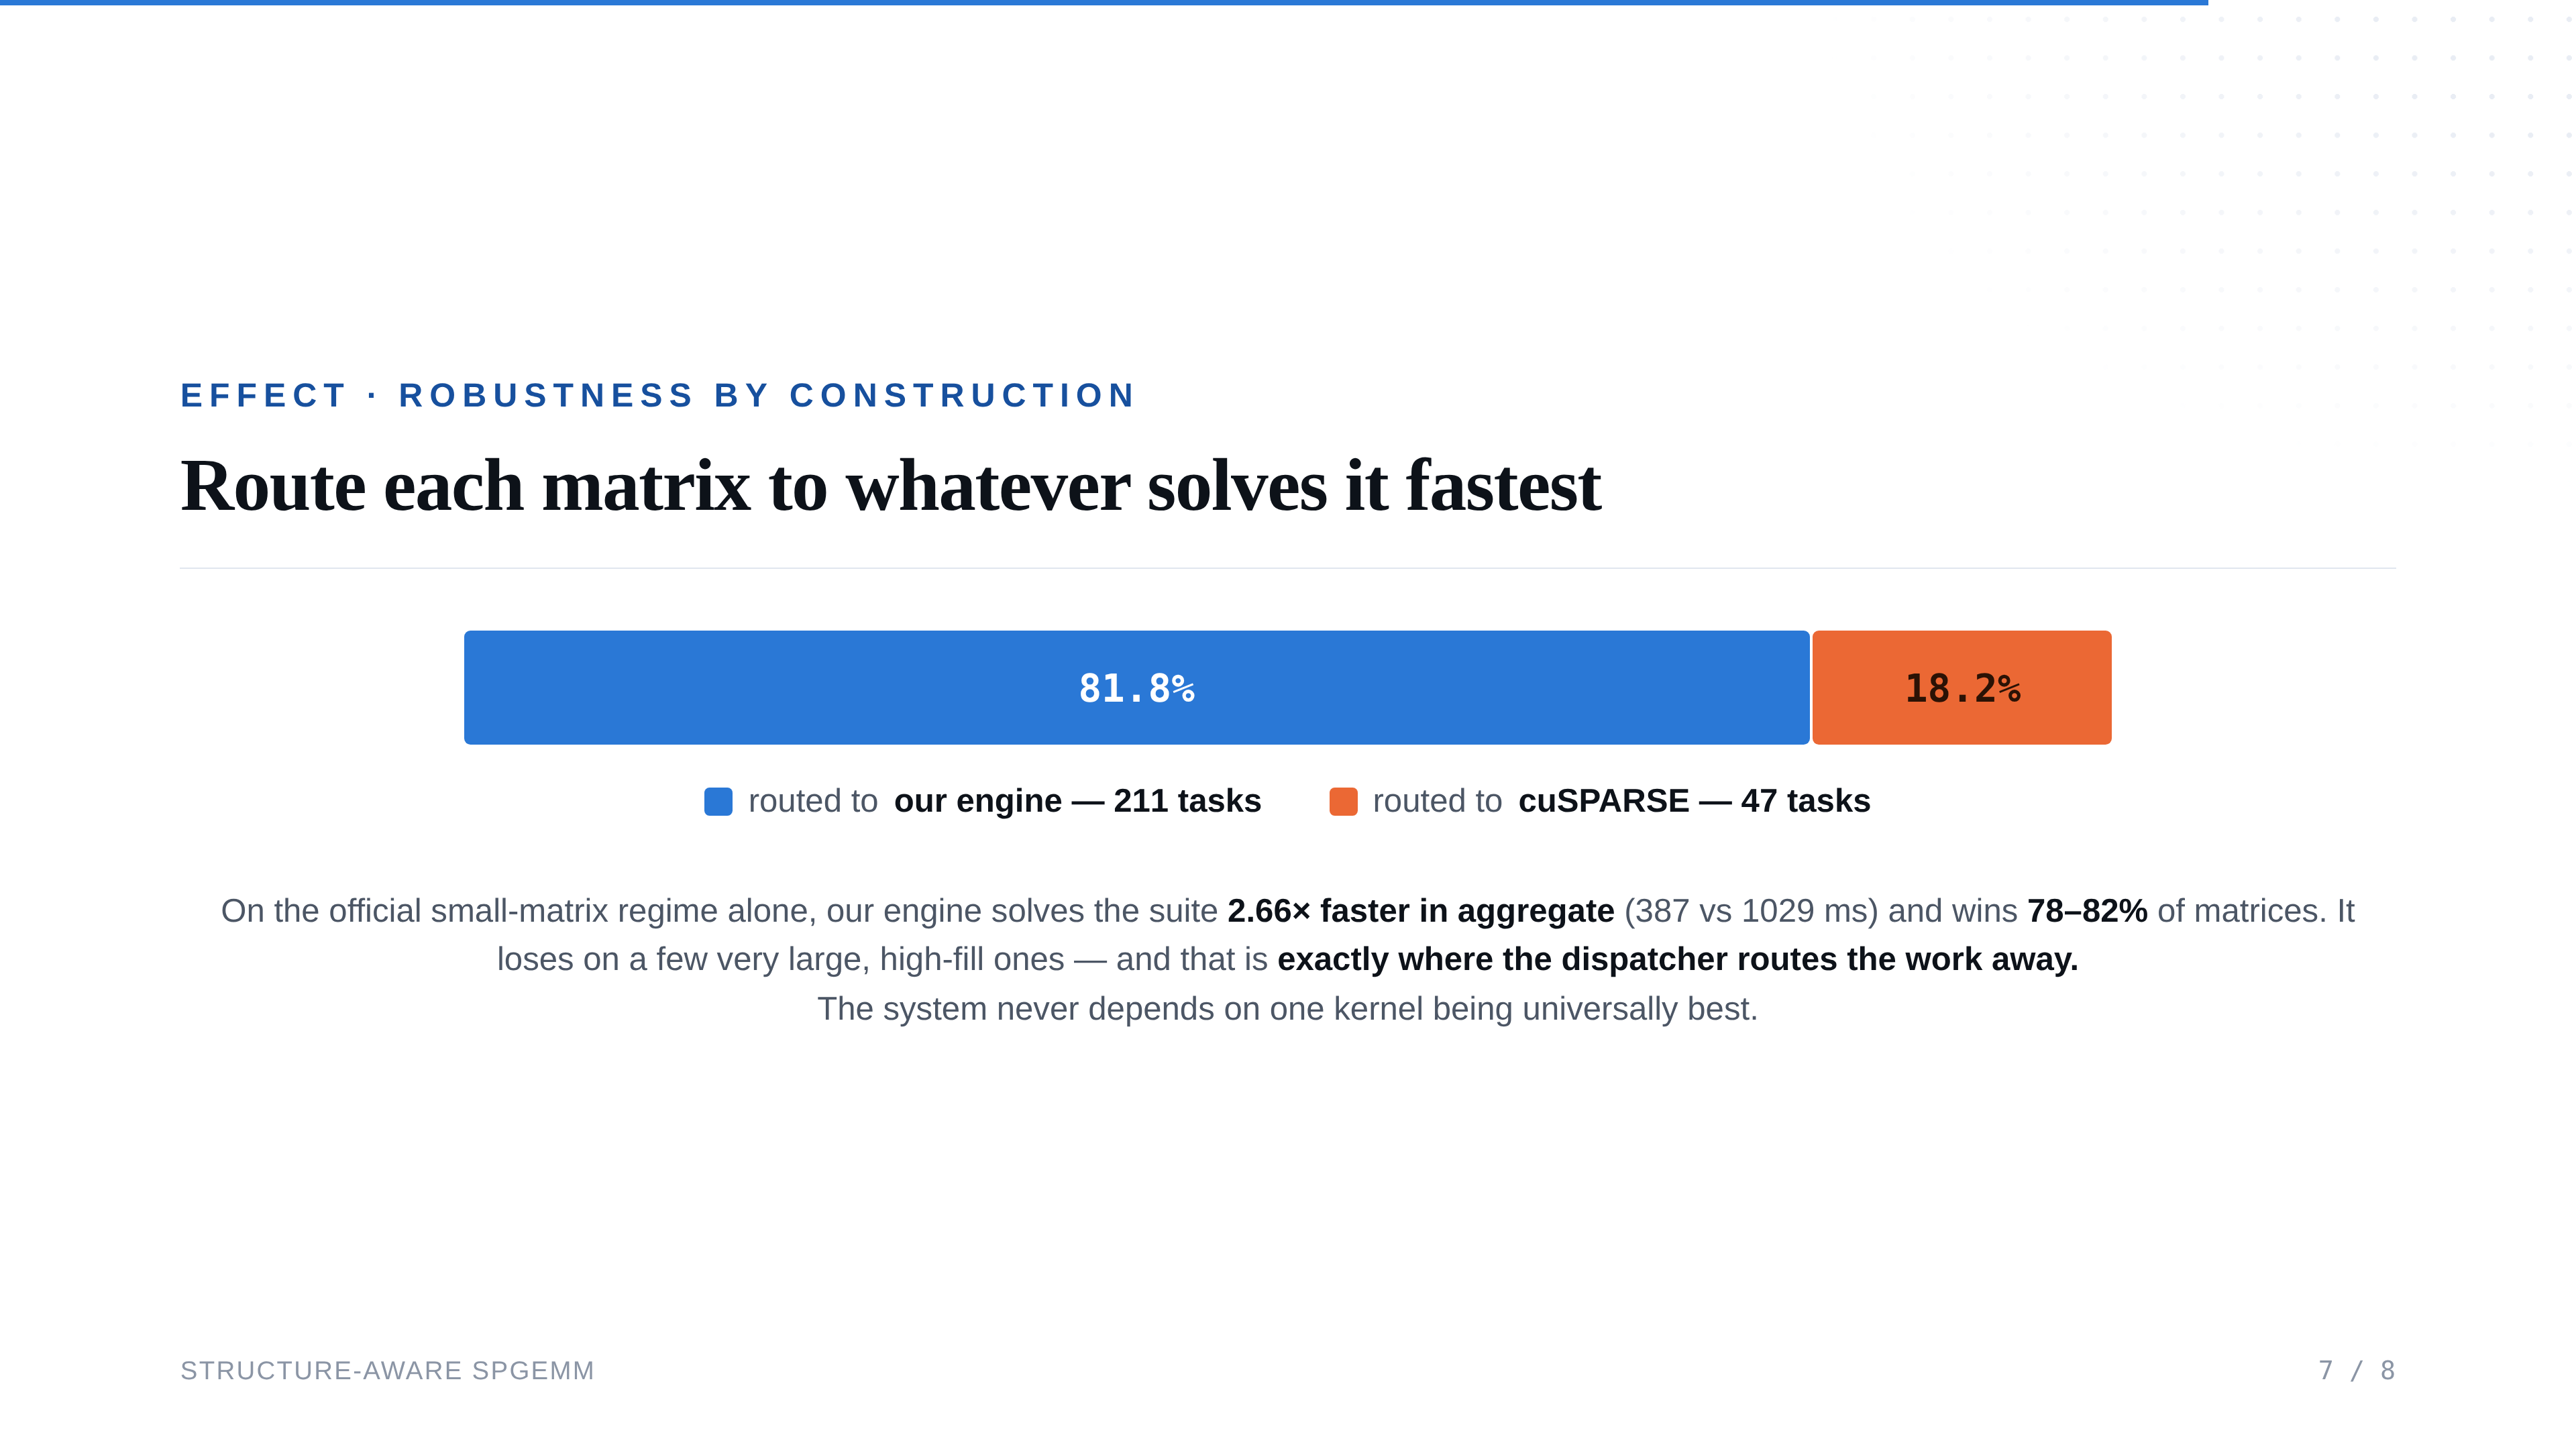 EFFECT · ROBUSTNESS BY CONSTRUCTION
Route each matrix to whatever solves it fastest
81.8%
18.2%
routed to our engine — 211 tasks
routed to cuSPARSE — 47 tasks
On the official small-matrix regime alone, our engine solves the suite 2.66× faster in aggregate (387 vs 1029 ms) and wins 78–82% of matrices. It
loses on a few very large, high-fill ones — and that is exactly where the dispatcher routes the work away.
The system never depends on one kernel being universally best.
STRUCTURE-AWARE SPGEMM
7 / 8